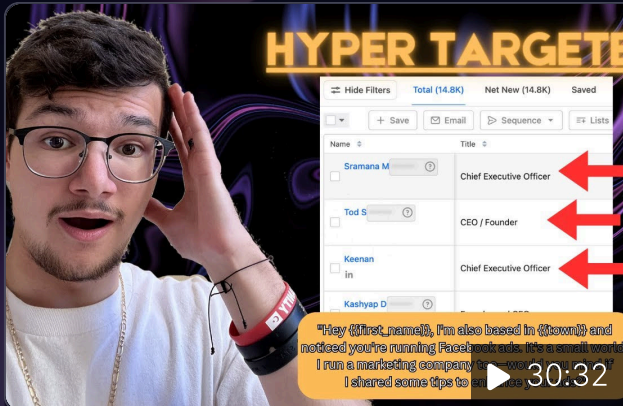 HYPER TARGETE
Hide Filters Total (14.8K) Net New (14.8K) Saved
+ Save Email Sequence Lists
Name Title
Sramana M Chief Executive Officer
Tod S CEO / Founder
Keenan Chief Executive Officer
in
Kashyap D
"Hey {{first_name}}, I'm also based in {{town}} and
noticed you're running Facebook ads. It's a small world
I run a marketing company
I shared some tips to
30:32